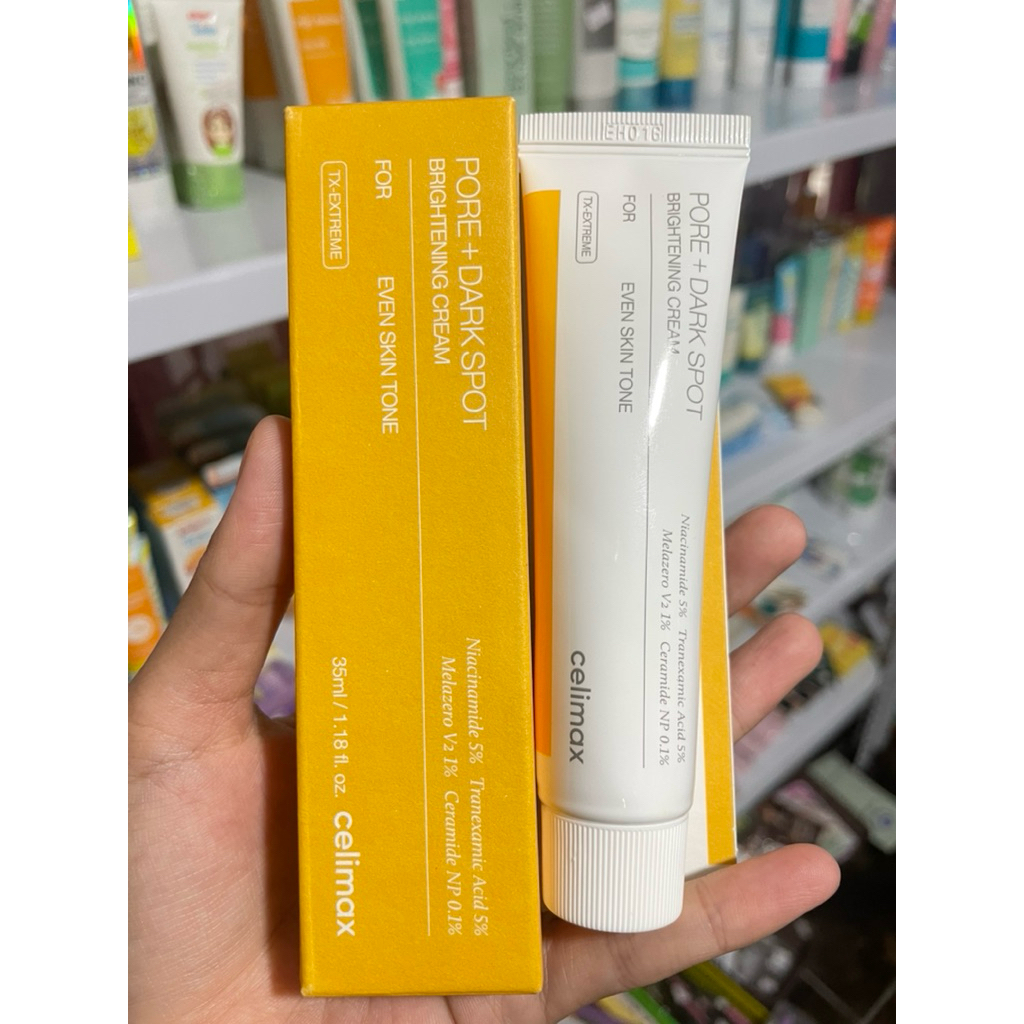 PORE + DARK SPOT
BRIGHTENING CREAM
FOR EVEN SKIN TONE
TX-EXTREME
Niacinamide 5% Tranexamic Acid 5%
Melazero V2 1% Ceramide NP 0.1%
35ml / 1.18 fl. oz. celimax
EH01G
PORE + DARK SPOT
BRIGHTENING CREAM
FOR EVEN SKIN TONE
TX-EXTREME
Niacinamide 5% Tranexamic Acid 5%
Melazero V2 1% Ceramide NP 0.1%
celimax